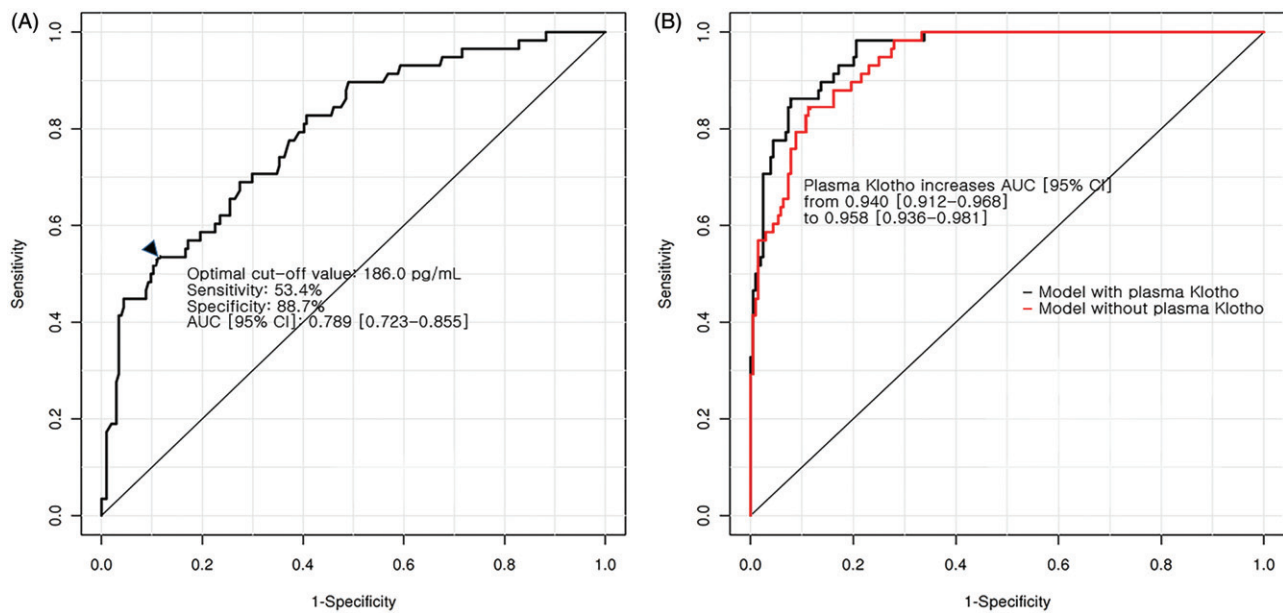 (A)
1.0
0.8
0.6
0.4
0.2
0.0
Sensitivity
Optimal cut-off value: 186.0 pg/mL
Sensitivity: 53.4%
Specificity: 88.7%
AUC [95% CI]: 0.789 [0.723–0.855]
0.0 0.2 0.4 0.6 0.8 1.0
1-Specificity
(B)
1.0
0.8
0.6
0.4
0.2
0.0
Sensitivity
Plasma Klotho increases AUC [95% CI]
from 0.940 [0.912–0.968]
to 0.958 [0.936–0.981]
Model with plasma Klotho
Model without plasma Klotho
0.0 0.2 0.4 0.6 0.8 1.0
1-Specificity